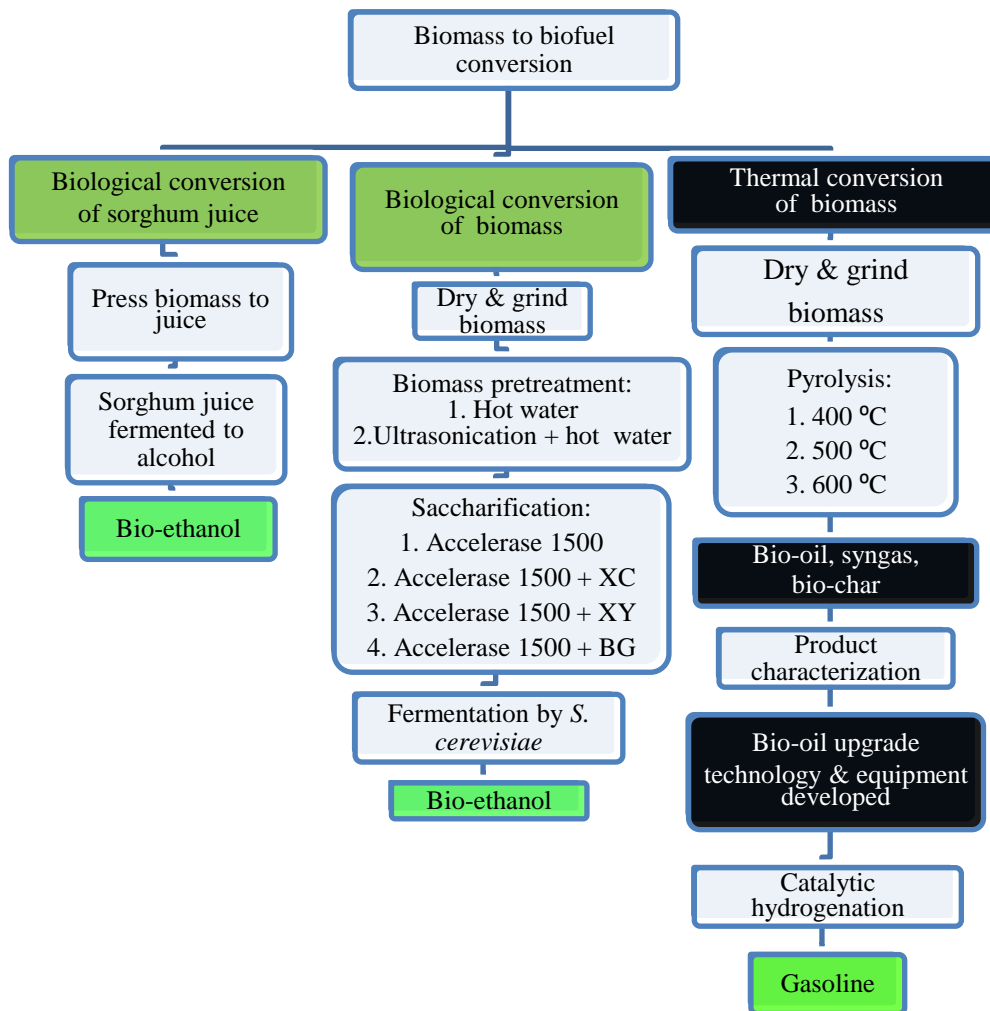 Biomass to biofuel
conversion
Biological conversion
of sorghum juice
Press biomass to
juice
Sorghum juice
fermented to
alcohol
Bio-ethanol
Biological conversion
of biomass
Dry & grind
biomass
Biomass pretreatment:
1. Hot water
2.Ultrasonication + hot water
Saccharification:
1. Accelerase 1500
2. Accelerase 1500 + XC
3. Accelerase 1500 + XY
4. Accelerase 1500 + BG
Fermentation by S.
cerevisiae
Bio-ethanol
Thermal conversion
of biomass
Dry & grind
biomass
Pyrolysis:
1. 400 ⁰C
2. 500 ⁰C
3. 600 ⁰C
Bio-oil, syngas,
bio-char
Product
characterization
Bio-oil upgrade
technology & equipment
developed
Catalytic
hydrogenation
Gasoline